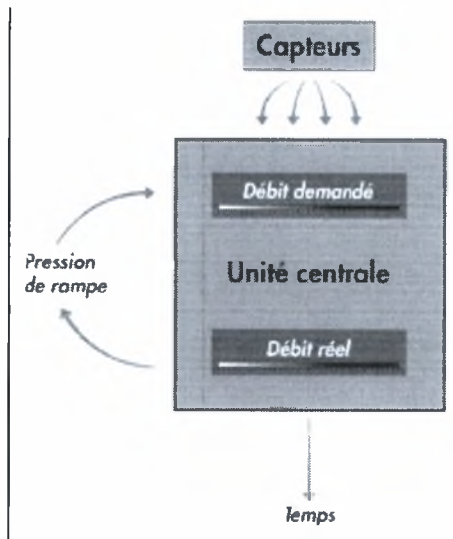 Capteurs
Débit demandé
Pression
de rampe
Unité centrale
Débit réel
Temps